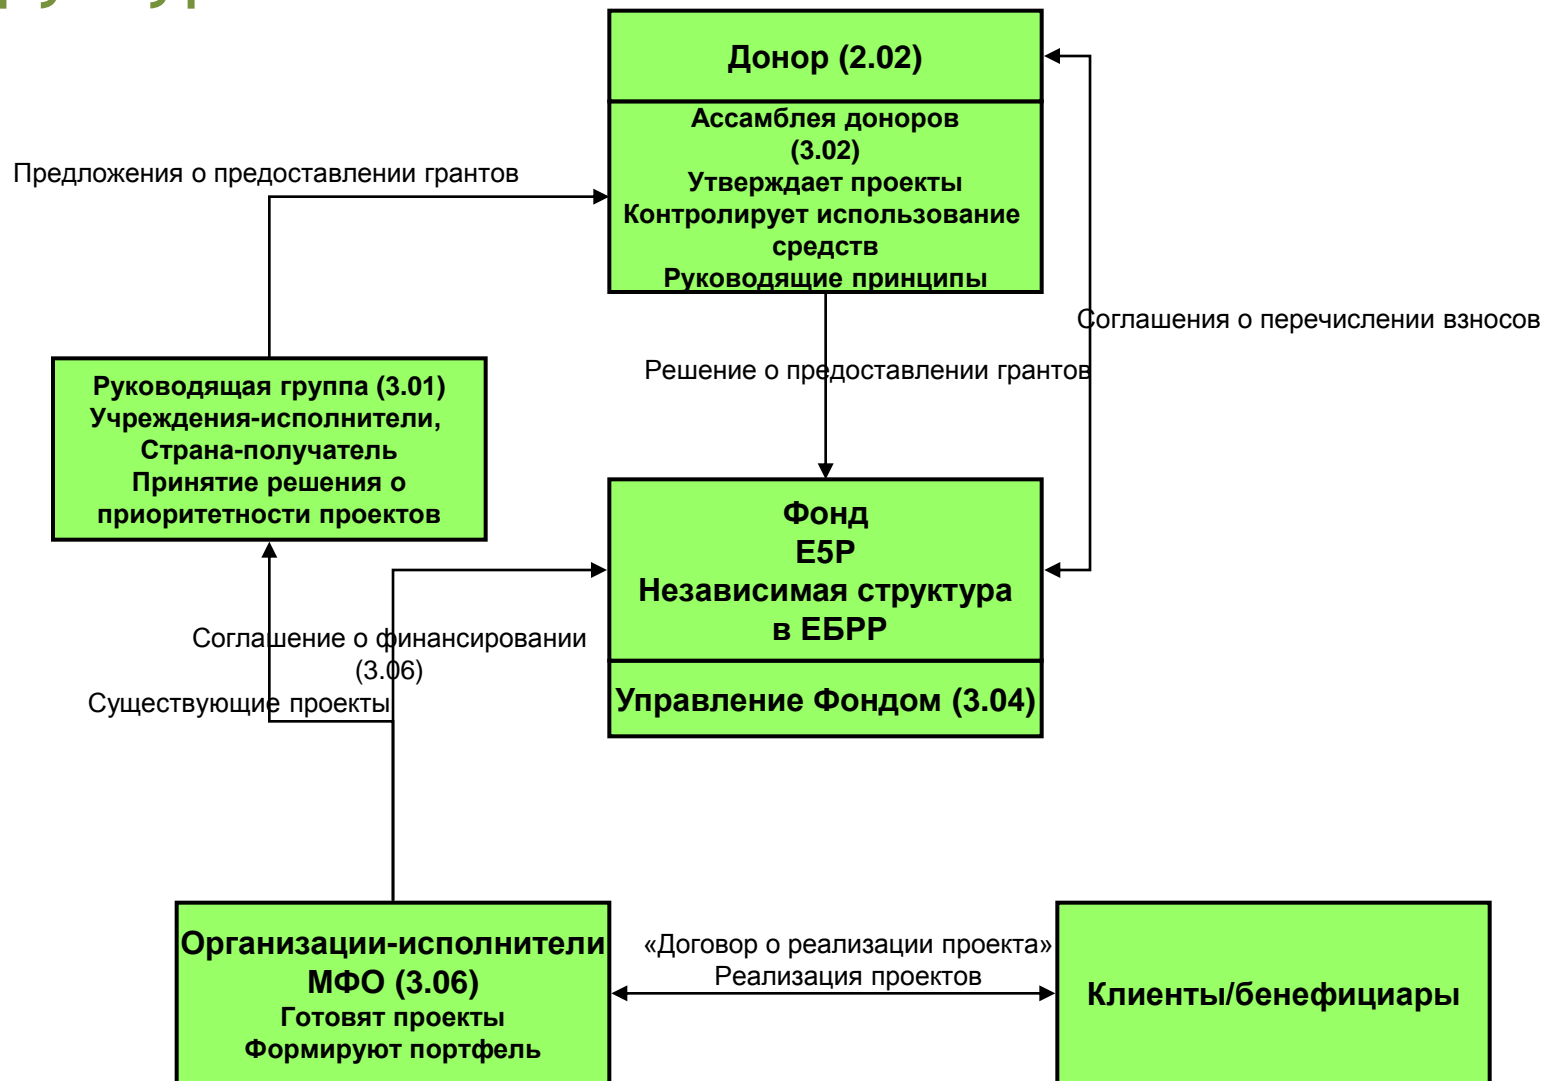 Донор (2.02)
Ассамблея доноров
(3.02)
Утверждает проекты
Контролирует использование
средств
Руководящие принципы
Предложения о предоставлении грантов
Соглашения о перечислении взносов
Решение о предоставлении грантов
Руководящая группа (3.01)
Учреждения-исполнители,
Страна-получатель
Принятие решения о
приоритетности проектов
Фонд
E5P
Независимая структура
в ЕБРР
Управление Фондом (3.04)
Соглашение о финансировании
(3.06)
Существующие проекты
Организации-исполнители
МФО (3.06)
Готовят проекты
Формируют портфель
«Договор о реализации проекта»
Реализация проектов
Клиенты/бенефициары